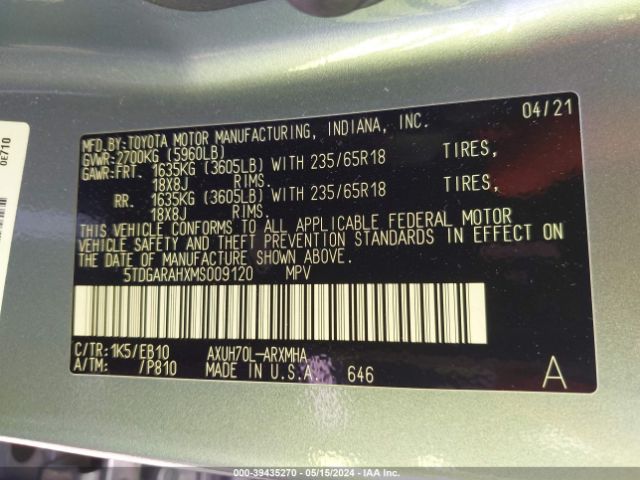 0E710
04/21
MFD.BY:TOYOTA MOTOR MANUFACTURING, INDIANA, INC.
GVWR:2700KG (5960LB)
GAWR:FRT. 1635KG (3605LB) WITH 235/65R18 TIRES,
18X8J RIMS.
RR. 1635KG (3605LB) WITH 235/65R18 TIRES,
18X8J RIMS.
THIS VEHICLE CONFORMS TO ALL APPLICABLE FEDERAL MOTOR
VEHICLE SAFETY AND THEFT PREVENTION STANDARDS IN EFFECT ON
THE DATE OF MANUFACTURE SHOWN ABOVE.
5TDGARAHXMS009120 MPV
C/TR:1K5/EB10 AXUH70L-ARXMHA
A/TM: /P810 MADE IN U.S.A. 646 A
000-39435270 - 05/15/2024 - IAA Inc.